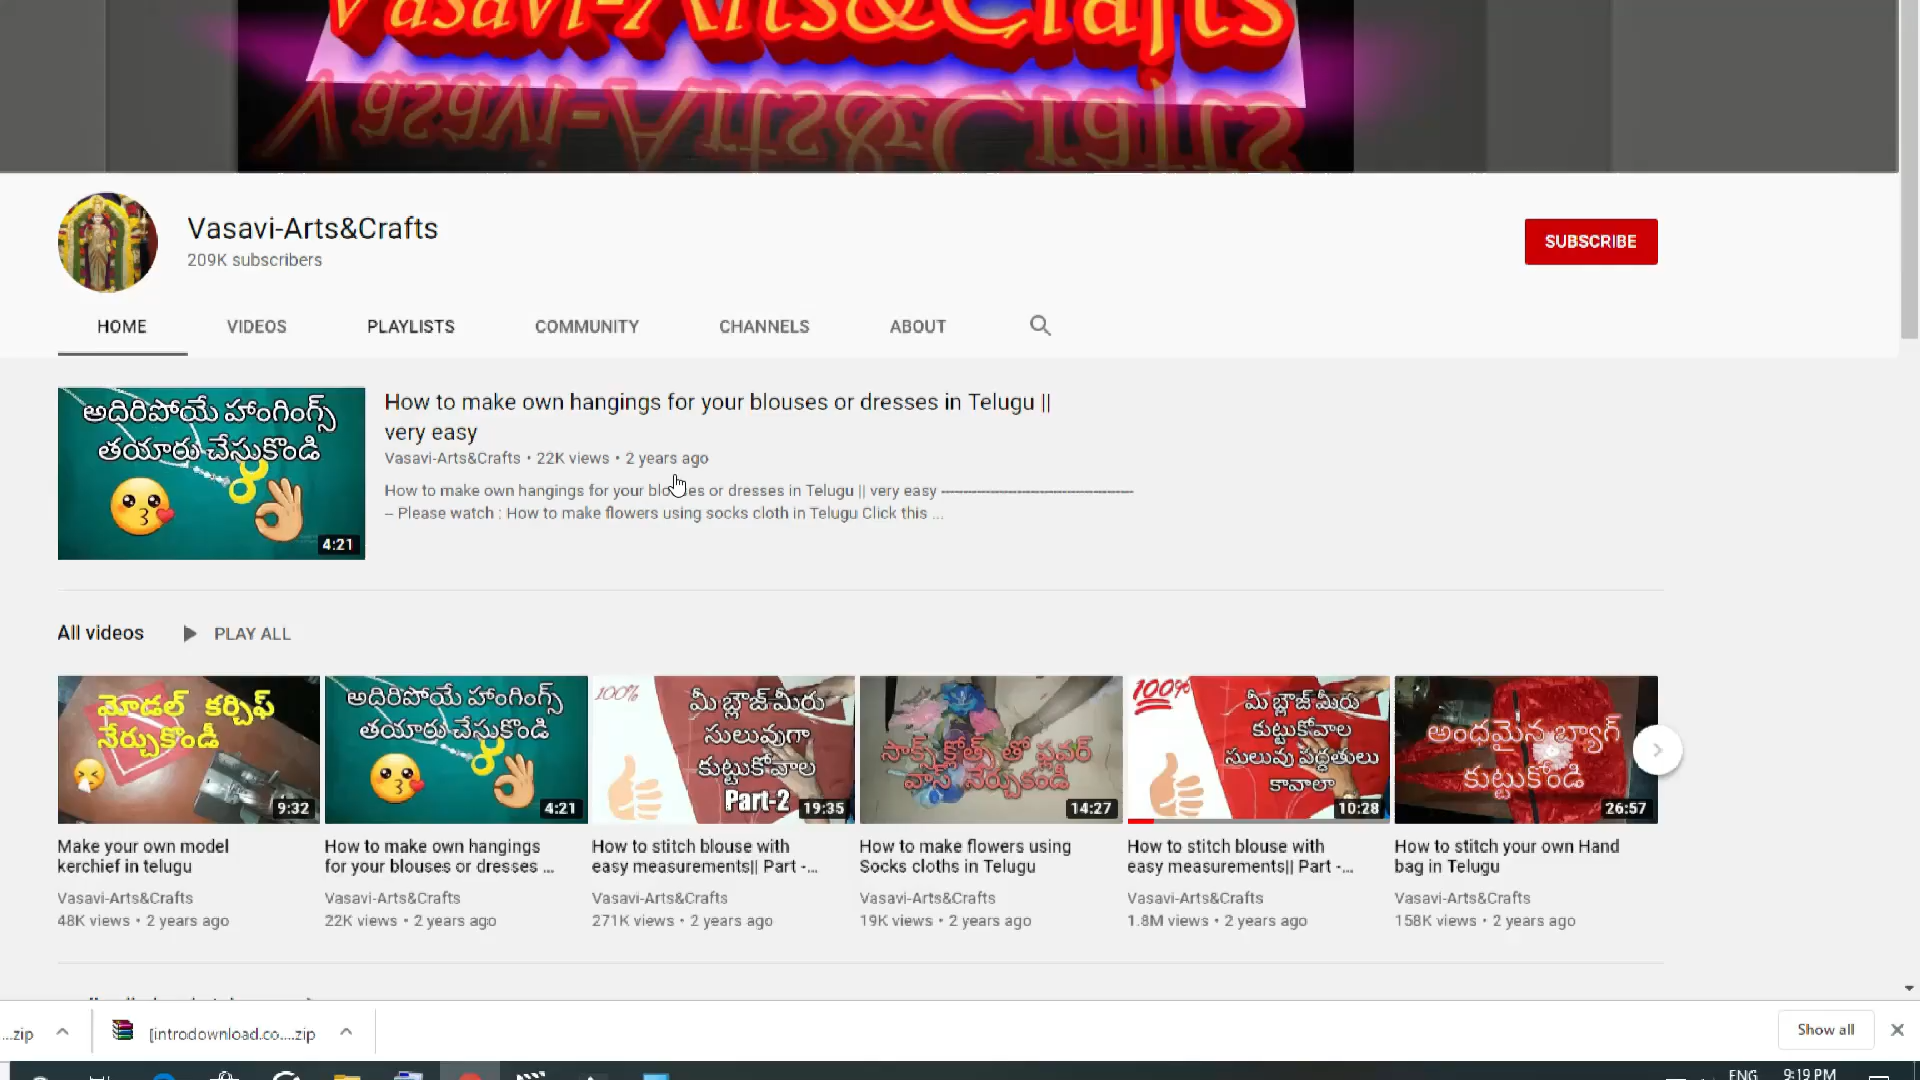 Vasavi-Arts&Crafts
Vasavi-Arts&Crafts
Vasavi-Arts&Crafts
209K subscribers
SUBSCRIBE
HOME VIDEOS PLAYLISTS COMMUNITY CHANNELS ABOUT
అదిరిపోయే హాంగింగ్స్
తయారు చేసుకొండి
4:21
How to make own hangings for your blouses or dresses in Telugu ||
very easy
Vasavi-Arts&Crafts • 22K views • 2 years ago
How to make own hangings for your blouses or dresses in Telugu || very easy ----------------------------------------
-- Please watch : How to make flowers using socks cloth in Telugu Click this ...
All videos PLAY ALL
మోడల్ కర్చిఫ్
నేర్చుకొండి
9:32
అదిరిపోయే హాంగింగ్స్
తయారు చేసుకొండి
4:21
100%
మీ బ్లౌజ్ మీరు
సులువుగా
కుట్టుకోవాల
Part-2
19:35
సాక్స్ క్లోత్స్ తో ఫ్లవర్
వాస్ నేర్చుకండి
14:27
100%
మీ బ్లౌజ్ మీరు
కుట్టుకోవాల
సులువు పద్ధతులు
కావాలా
10:28
అందమైన బ్యాగ్
కుట్టుకోండి
26:57
Make your own model
kerchief in telugu
Vasavi-Arts&Crafts
48K views • 2 years ago
How to make own hangings
for your blouses or dresses ...
Vasavi-Arts&Crafts
22K views • 2 years ago
How to stitch blouse with
easy measurements|| Part -...
Vasavi-Arts&Crafts
271K views • 2 years ago
How to make flowers using
Socks cloths in Telugu
Vasavi-Arts&Crafts
19K views • 2 years ago
How to stitch blouse with
easy measurements|| Part -...
Vasavi-Arts&Crafts
1.8M views • 2 years ago
How to stitch your own Hand
bag in Telugu
Vasavi-Arts&Crafts
158K views • 2 years ago
...zip [introdownload.co....zip Show all
ENG 9:19 PM